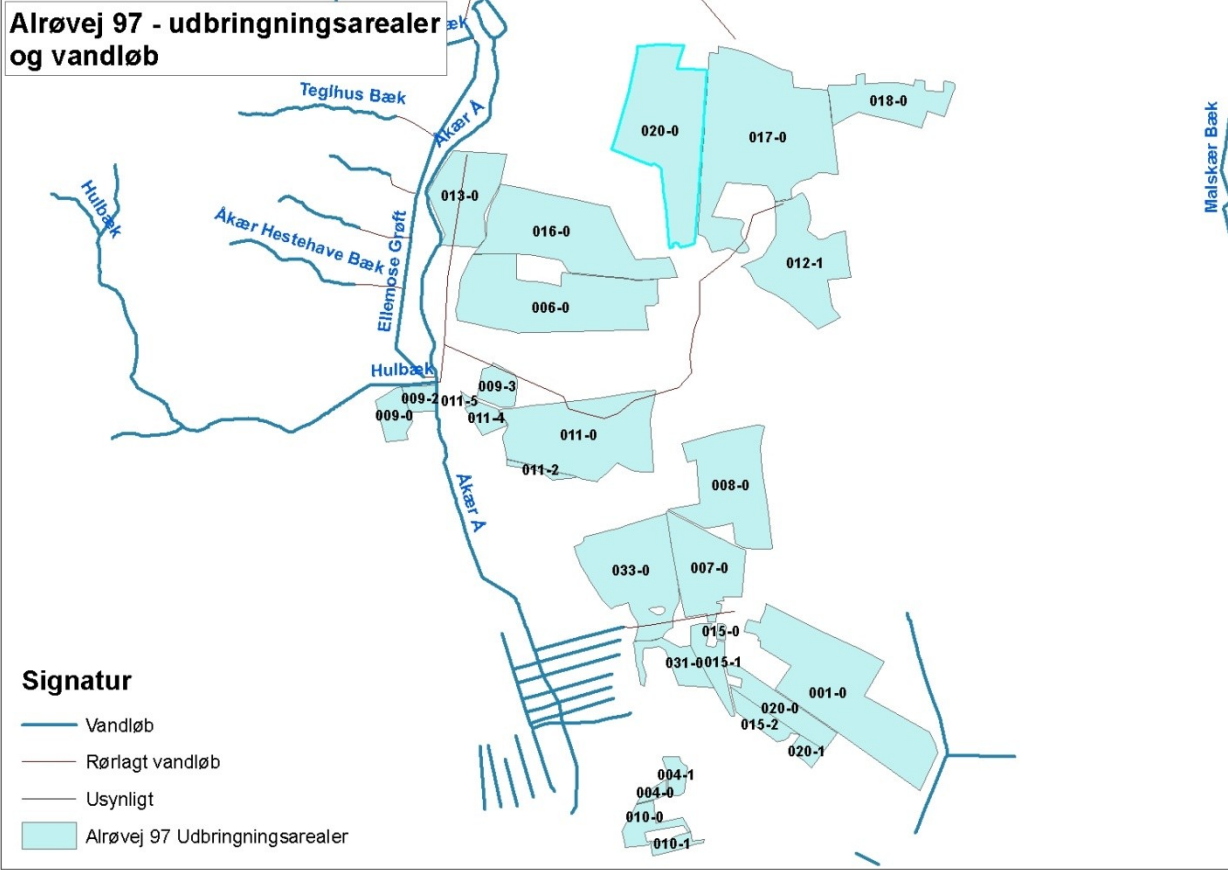 Alrøvej 97 - udbringningsarealer
og vandløb
æk
Teglhus Bæk
Åkær Å
020-0
017-0
018-0
Malskær Bæk
Hulbæk
013-0
Åkær Hestehave Bæk
Ellemose Grøft
016-0
012-1
006-0
Hulbæk
009-3
009-2
011-5
009-0
011-4
011-0
011-2
Åkær Å
008-0
033-0
007-0
015-0
031-0
015-1
001-0
020-0
015-2
020-1
004-1
004-0
010-0
010-1
Signatur
Vandløb
Rørlagt vandløb
Usynligt
Alrøvej 97 Udbringningsarealer